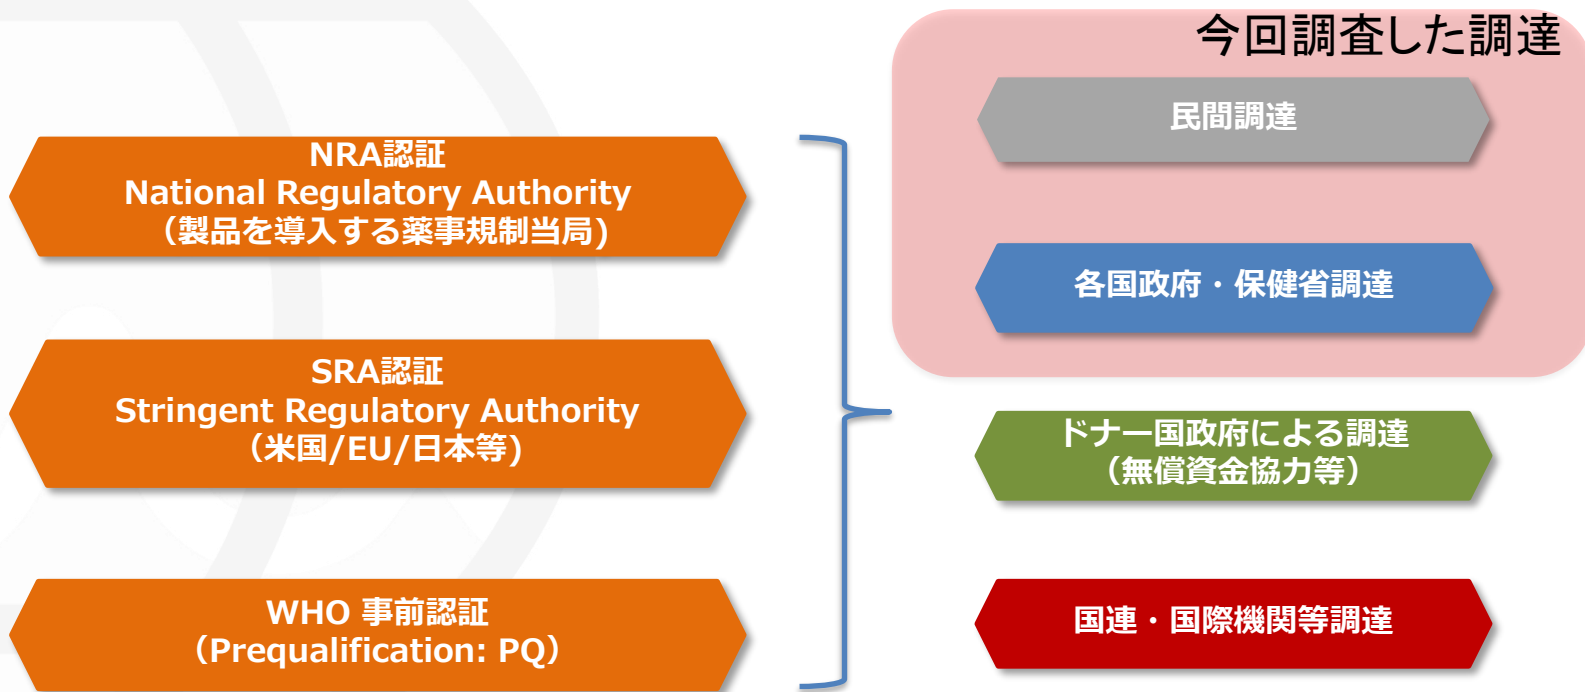 NRA認証
National Regulatory Authority
（製品を導入する薬事規制当局)
SRA認証
Stringent Regulatory Authority
（米国/EU/日本等)
WHO 事前認証
（Prequalification: PQ）
今回調査した調達
民間調達
各国政府・保健省調達
ドナー国政府による調達
（無償資金協力等）
国連・国際機関等調達